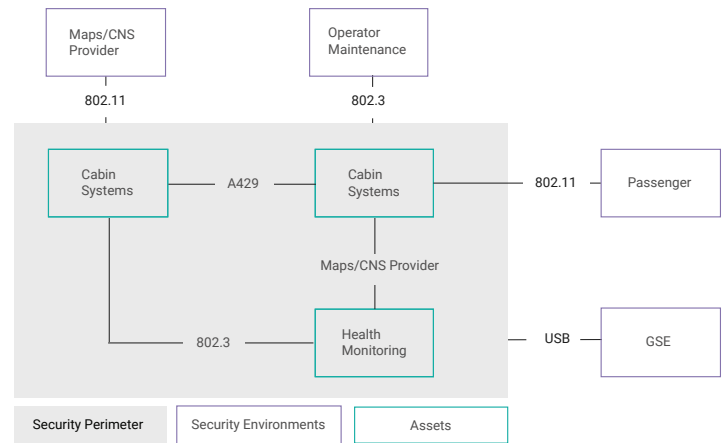 Maps/CNS
Provider
Operator
Maintenance
802.11
802.3
Cabin
Systems
A429
Cabin
Systems
802.11
Passenger
Maps/CNS Provider
802.3
Health
Monitoring
USB
GSE
Security Perimeter
Security Environments
Assets